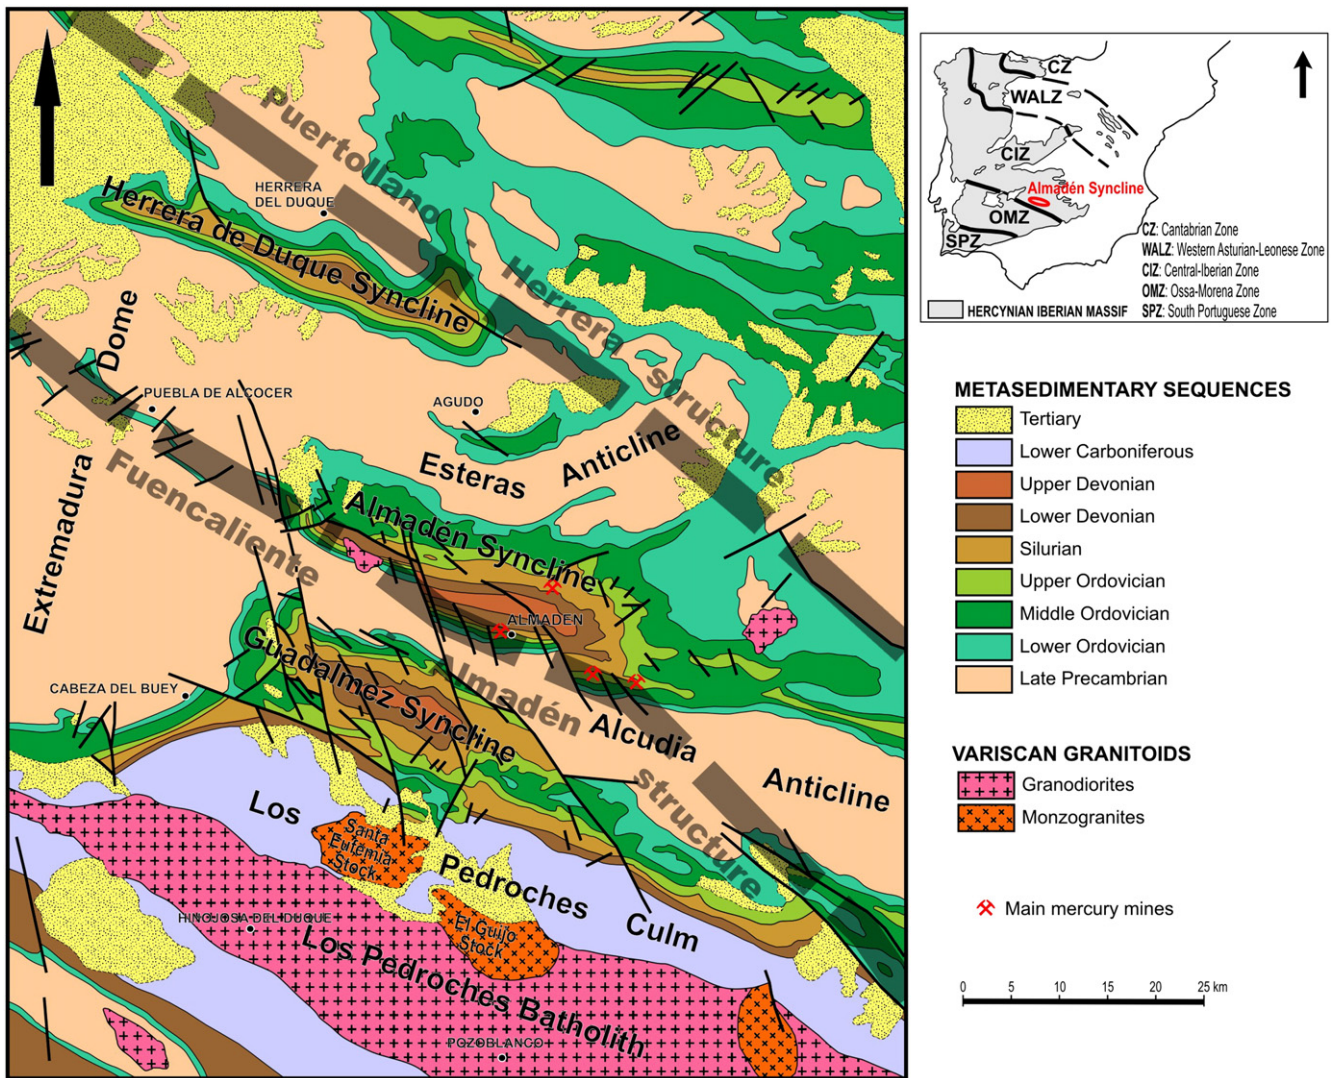 Puertollano - Herrera structure
HERRERA
DEL DUQUE
Herrera de Duque Syncline
Extremadura Dome
PUEBLA DE ALCOCER
AGUDO
Esteras Anticline
Fuencaliente Almadén structure
Almadén Syncline
ALMADEN
CABEZA DEL BUEY
Guadalmez Syncline
Alcudia Anticline
Los Pedroches Culm
Santa
Eufemia
Stock
El Guijo
Stock
HINOJOSA DEL DUQUE
Los Pedroches Batholith
POZOBLANCO
CZ
WALZ
CIZ
Almadén Syncline
OMZ
SPZ
CZ: Cantabrian Zone
WALZ: Western Asturian-Leonese Zone
CIZ: Central-Iberian Zone
OMZ: Ossa-Morena Zone
SPZ: South Portuguese Zone
HERCYNIAN IBERIAN MASSIF
METASEDIMENTARY SEQUENCES
Tertiary
Lower Carboniferous
Upper Devonian
Lower Devonian
Silurian
Upper Ordovician
Middle Ordovician
Lower Ordovician
Late Precambrian
VARISCAN GRANITOIDS
Granodiorites
Monzogranites
Main mercury mines
0 5 10 15 20 25 km